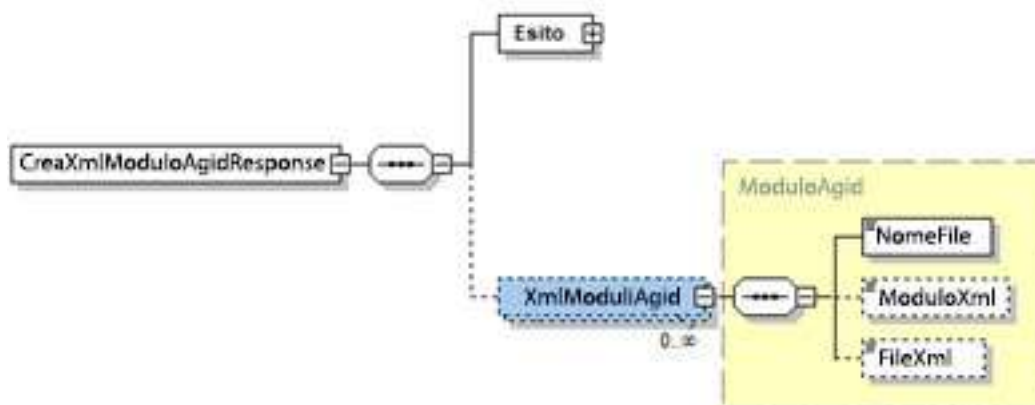 Esito
CreaXmlModuloAgidResponse
ModuloAgid
NomeFile
XmlModuliAgid
ModuloXml
0..∞
FileXml